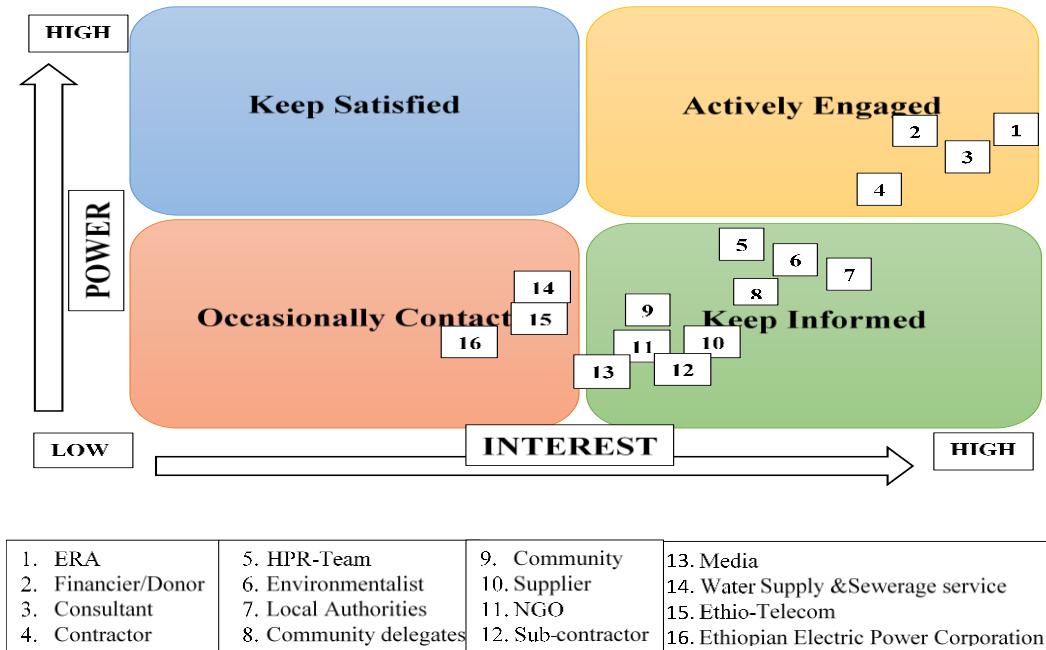 HIGH
Keep Satisfied
Actively Engaged
1
2
3
4
POWER
5
6
7
8
14
9
Occasionally Contact
15
Keep Informed
16
11
10
13
12
LOW
INTEREST
HIGH
1. ERA
2. Financier/Donor
3. Consultant
4. Contractor
5. HPR-Team
6. Environmentalist
7. Local Authorities
8. Community delegates
9. Community
10. Supplier
11. NGO
12. Sub-contractor
13. Media
14. Water Supply &Sewerage service
15. Ethio-Telecom
16. Ethiopian Electric Power Corporation